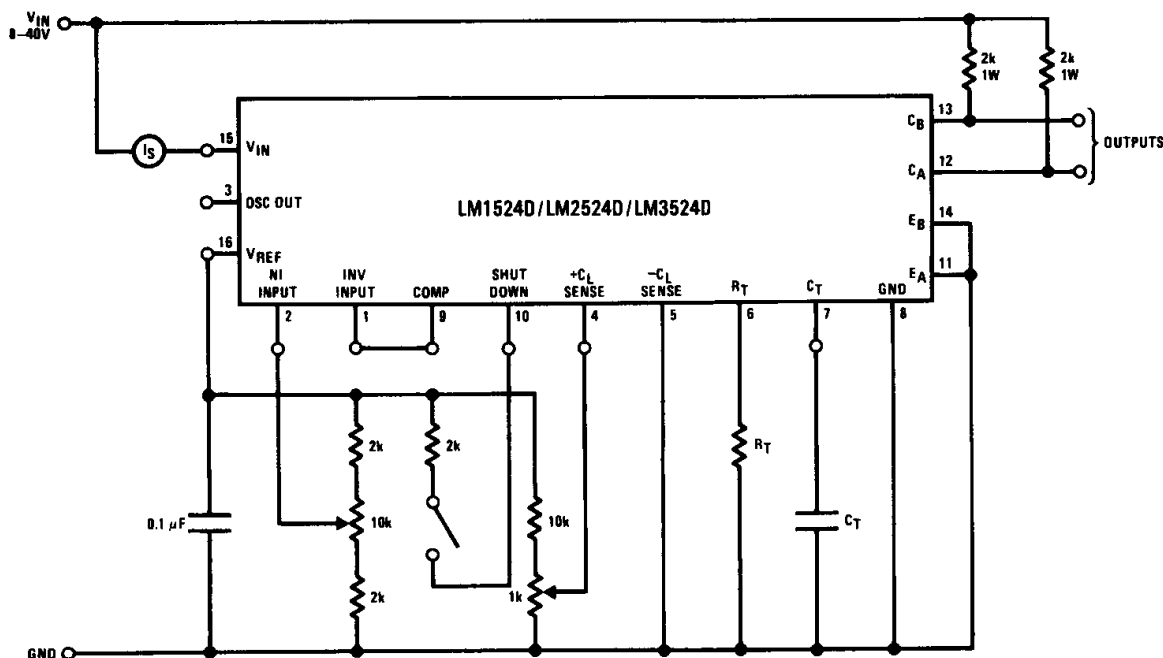 VIN
8–40V
2k
1W
2k
1W
13
CB
OUTPUTS
15
VIN
IS
12
CA
3
OSC OUT
LM1524D/LM2524D/LM3524D
14
EB
16
VREF
11
EA
NI
INPUT
INV
INPUT
COMP
SHUT
DOWN
+CL
SENSE
−CL
SENSE
RT
CT
GND
2
1
9
10
4
5
6
7
8
2k
2k
RT
0.1 μF
10k
10k
CT
2k
1k
GND